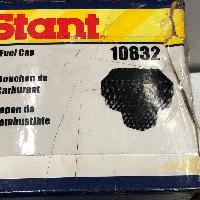 Stant
Fuel Cap
10832
Bouchon de
Carburant
Tapon de
Combustible